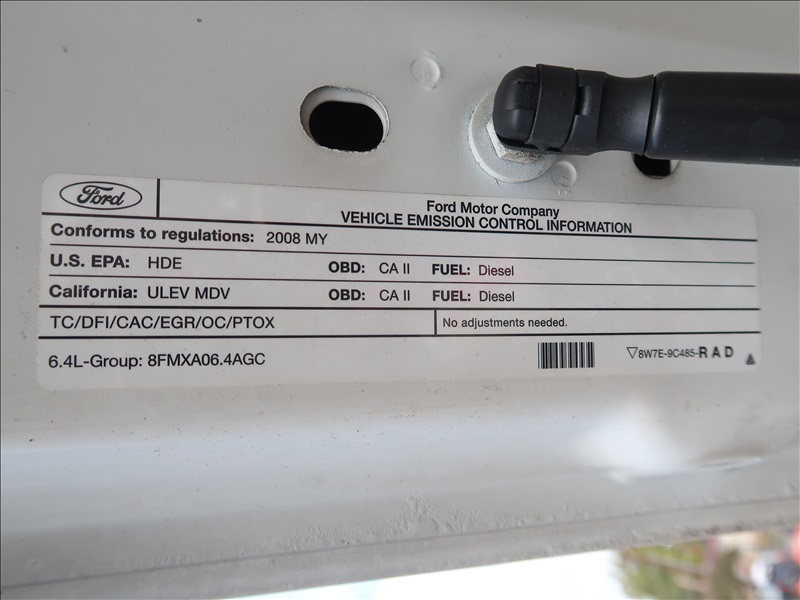 Ford
Ford Motor Company
VEHICLE EMISSION CONTROL INFORMATION
Conforms to regulations: 2008 MY
U.S. EPA: HDE OBD: CA II FUEL: Diesel
California: ULEV MDV OBD: CA II FUEL: Diesel
TC/DFI/CAC/EGR/OC/PTOX No adjustments needed.
6.4L-Group: 8FMXA06.4AGC ▽8W7E-9C485-RAD